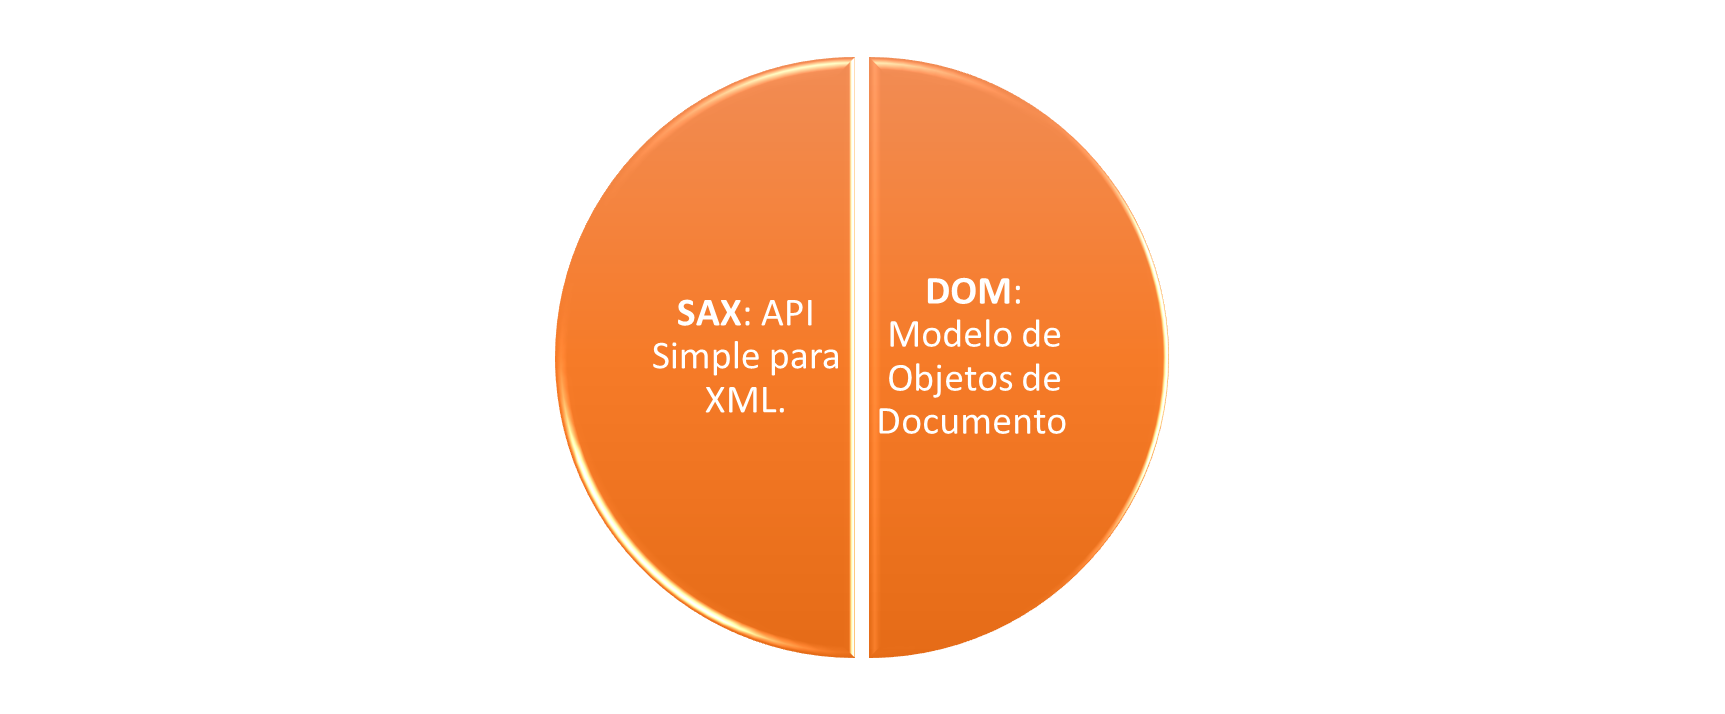 SAX: API
Simple para
XML.
DOM:
Modelo de
Objetos de
Documento